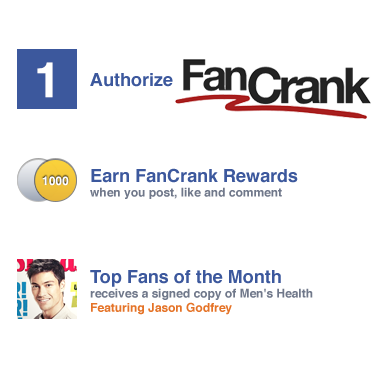 1
Authorize FanCrank
1000
Earn FanCrank Rewards
when you post, like and comment
Top Fans of the Month
receives a signed copy of Men's Health
Featuring Jason Godfrey